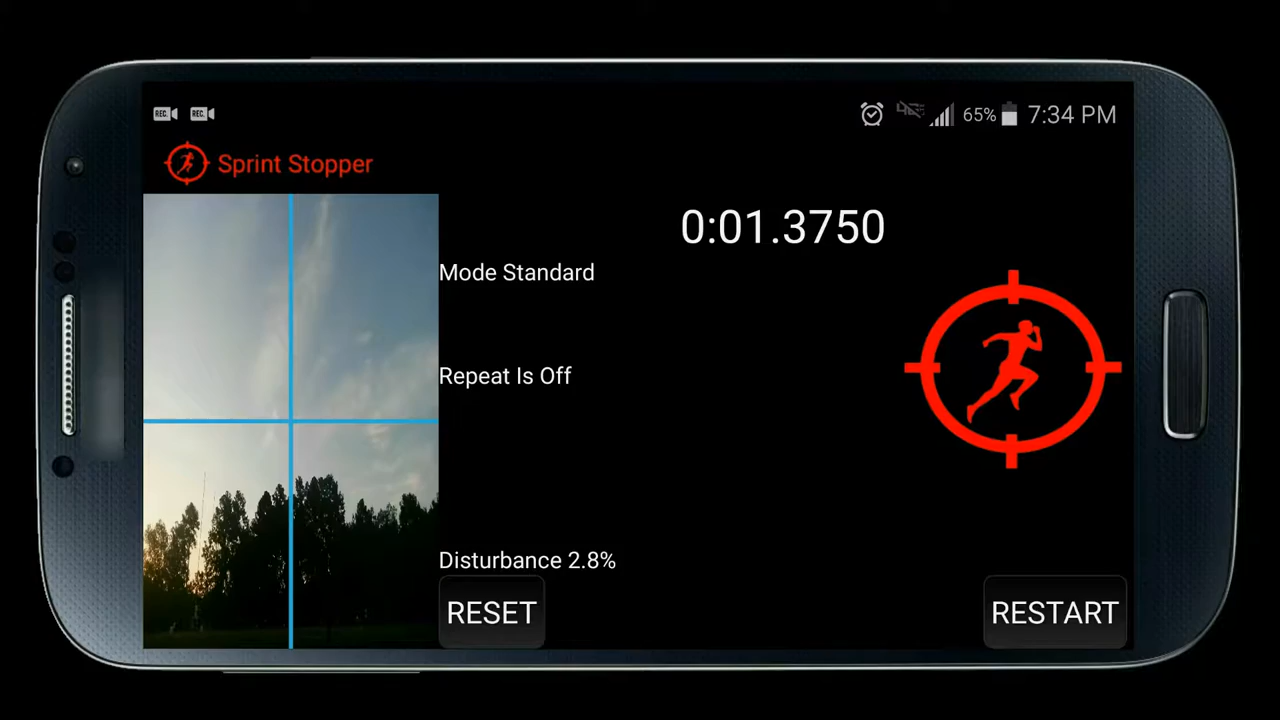 REC. REC. 65% 7:34 PM
Sprint Stopper
0:01.3750
Mode Standard
Repeat Is Off
Disturbance 2.8%
RESET RESTART